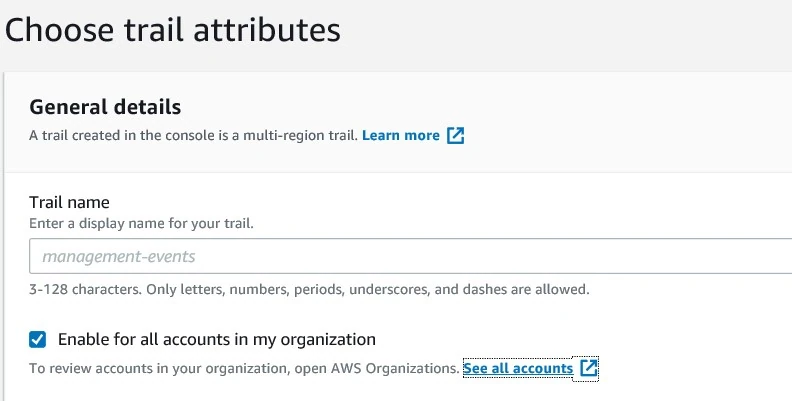 Choose trail attributes
General details
A trail created in the console is a multi-region trail. Learn more
Trail name
Enter a display name for your trail.
management-events
3-128 characters. Only letters, numbers, periods, underscores, and dashes are allowed.
Enable for all accounts in my organization
To review accounts in your organization, open AWS Organizations. See all accounts